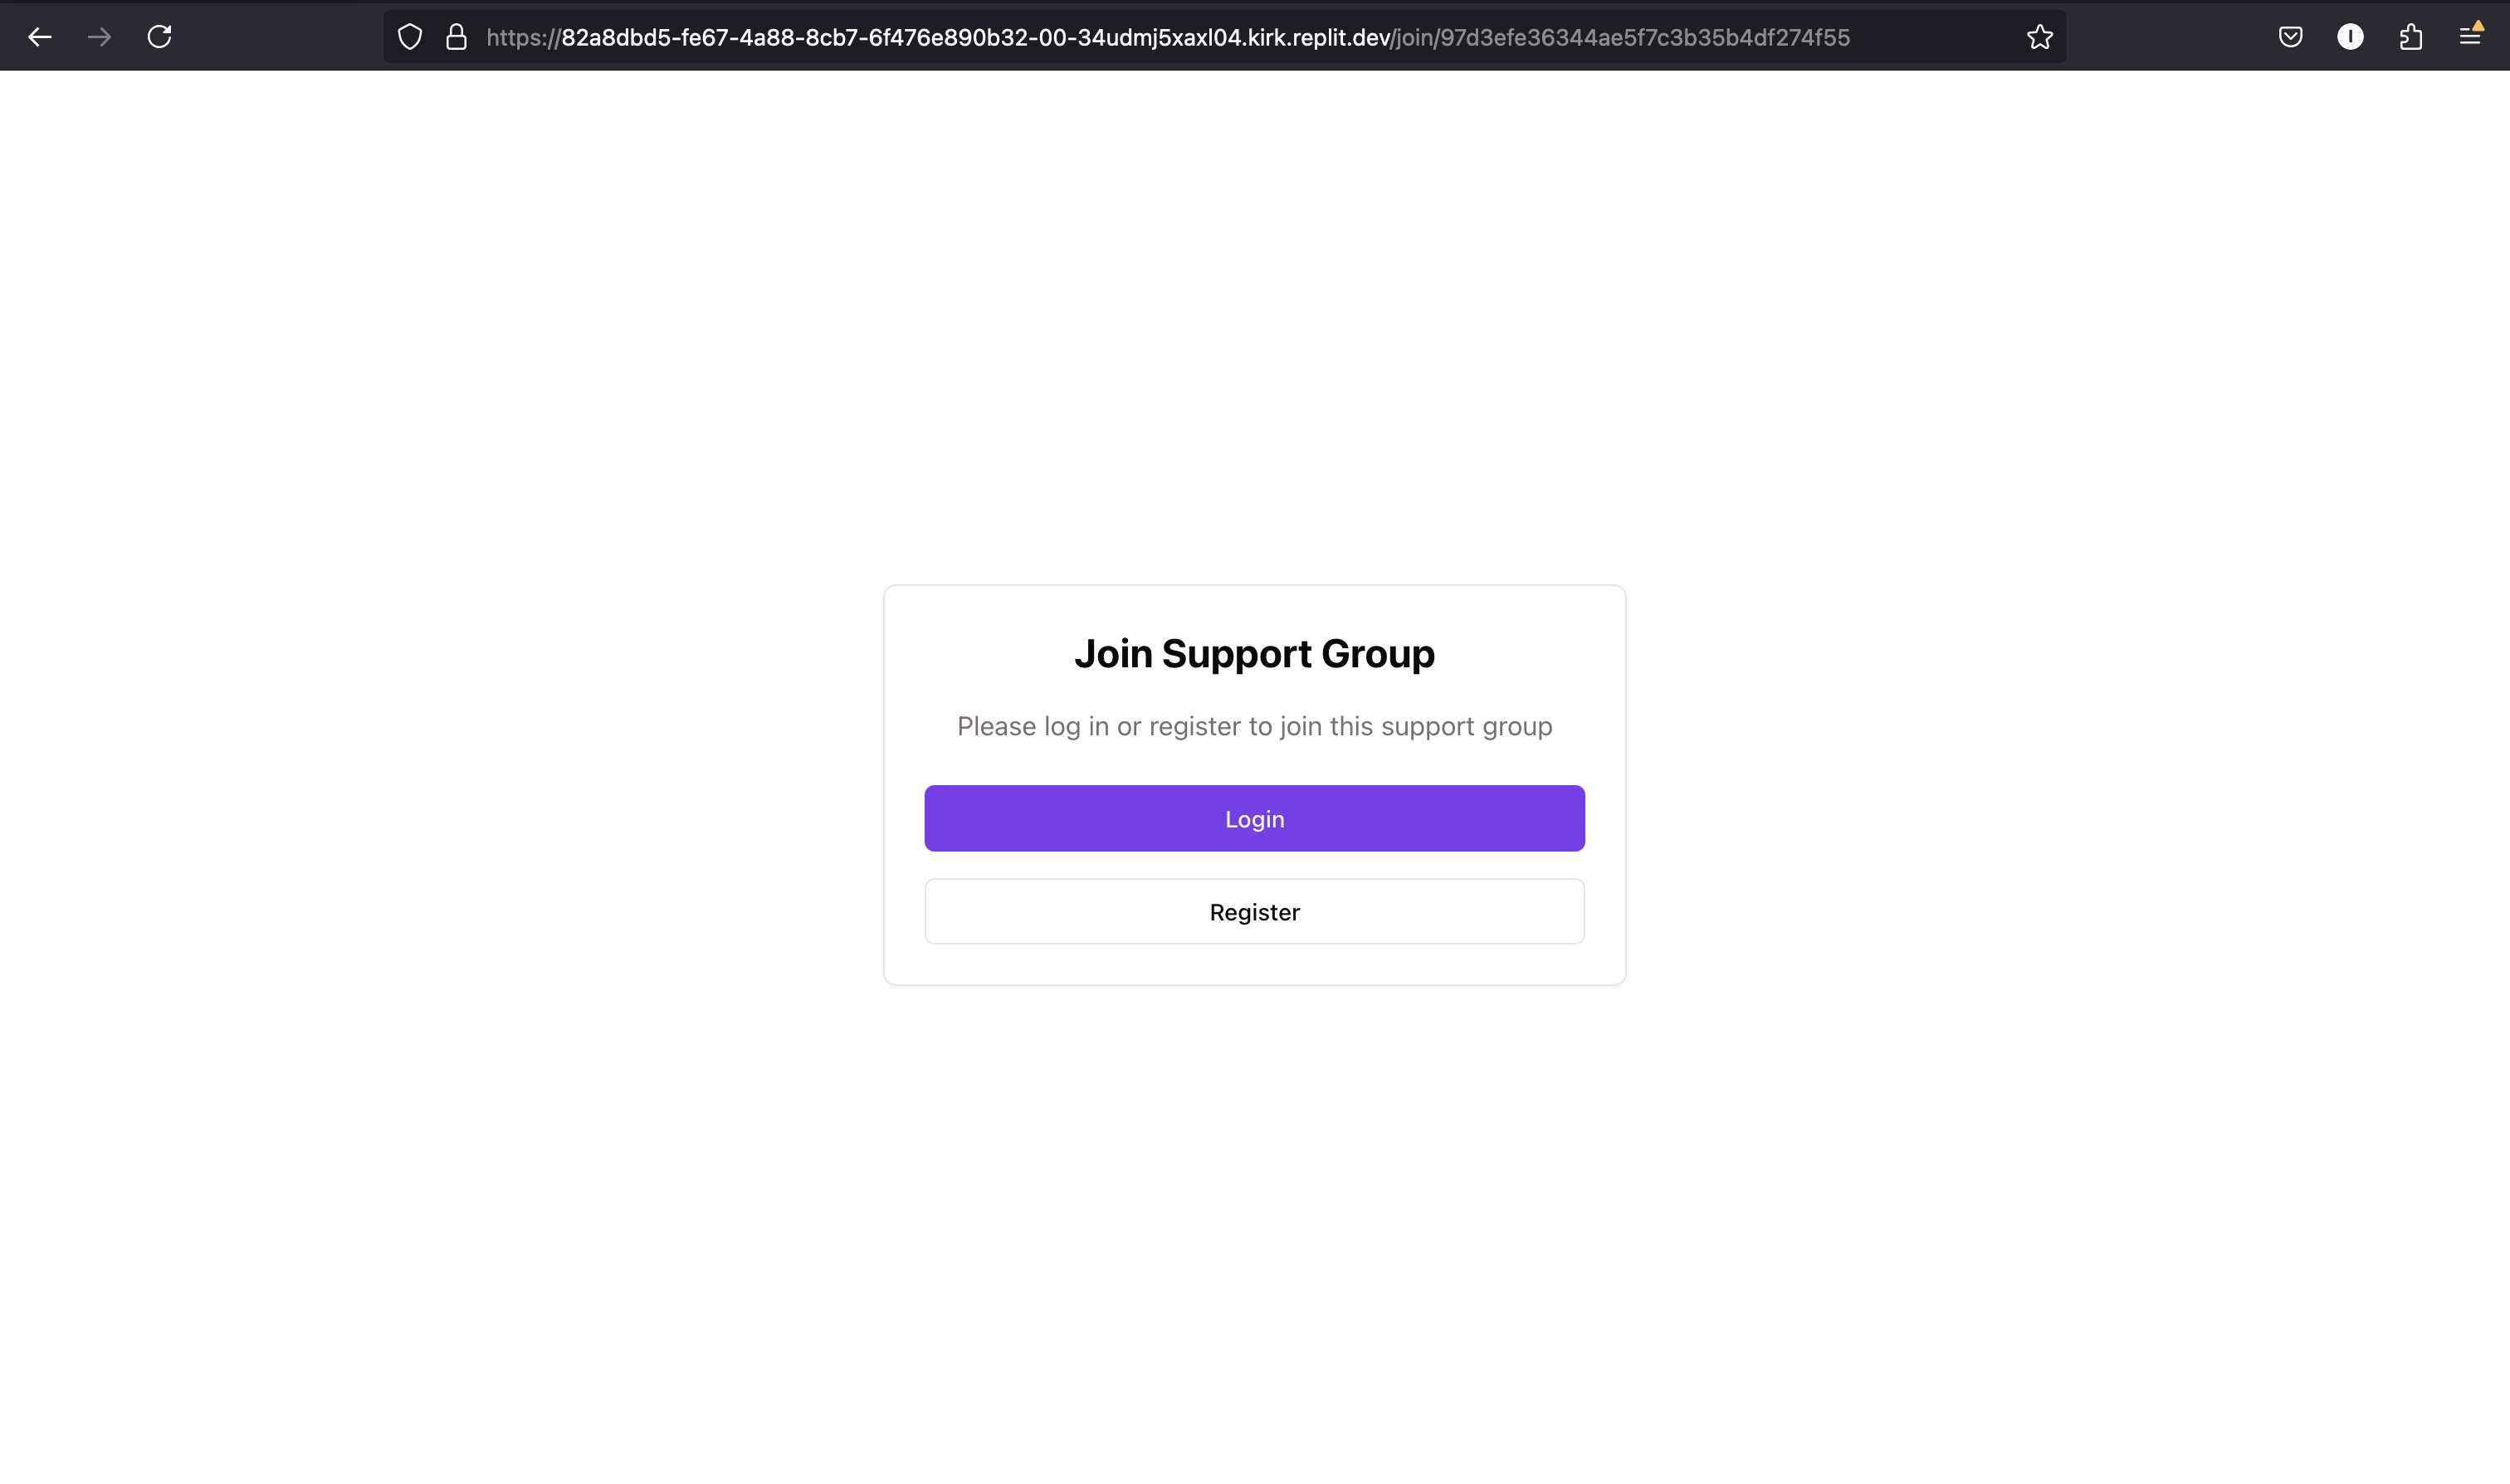 https://82a8dbd5-fe67-4a88-8cb7-6f476e890b32-00-34udmj5xaxl04.kirk.replit.dev/join/97d3efe36344ae5f7c3b35b4df274f55
Join Support Group
Please log in or register to join this support group
Login
Register